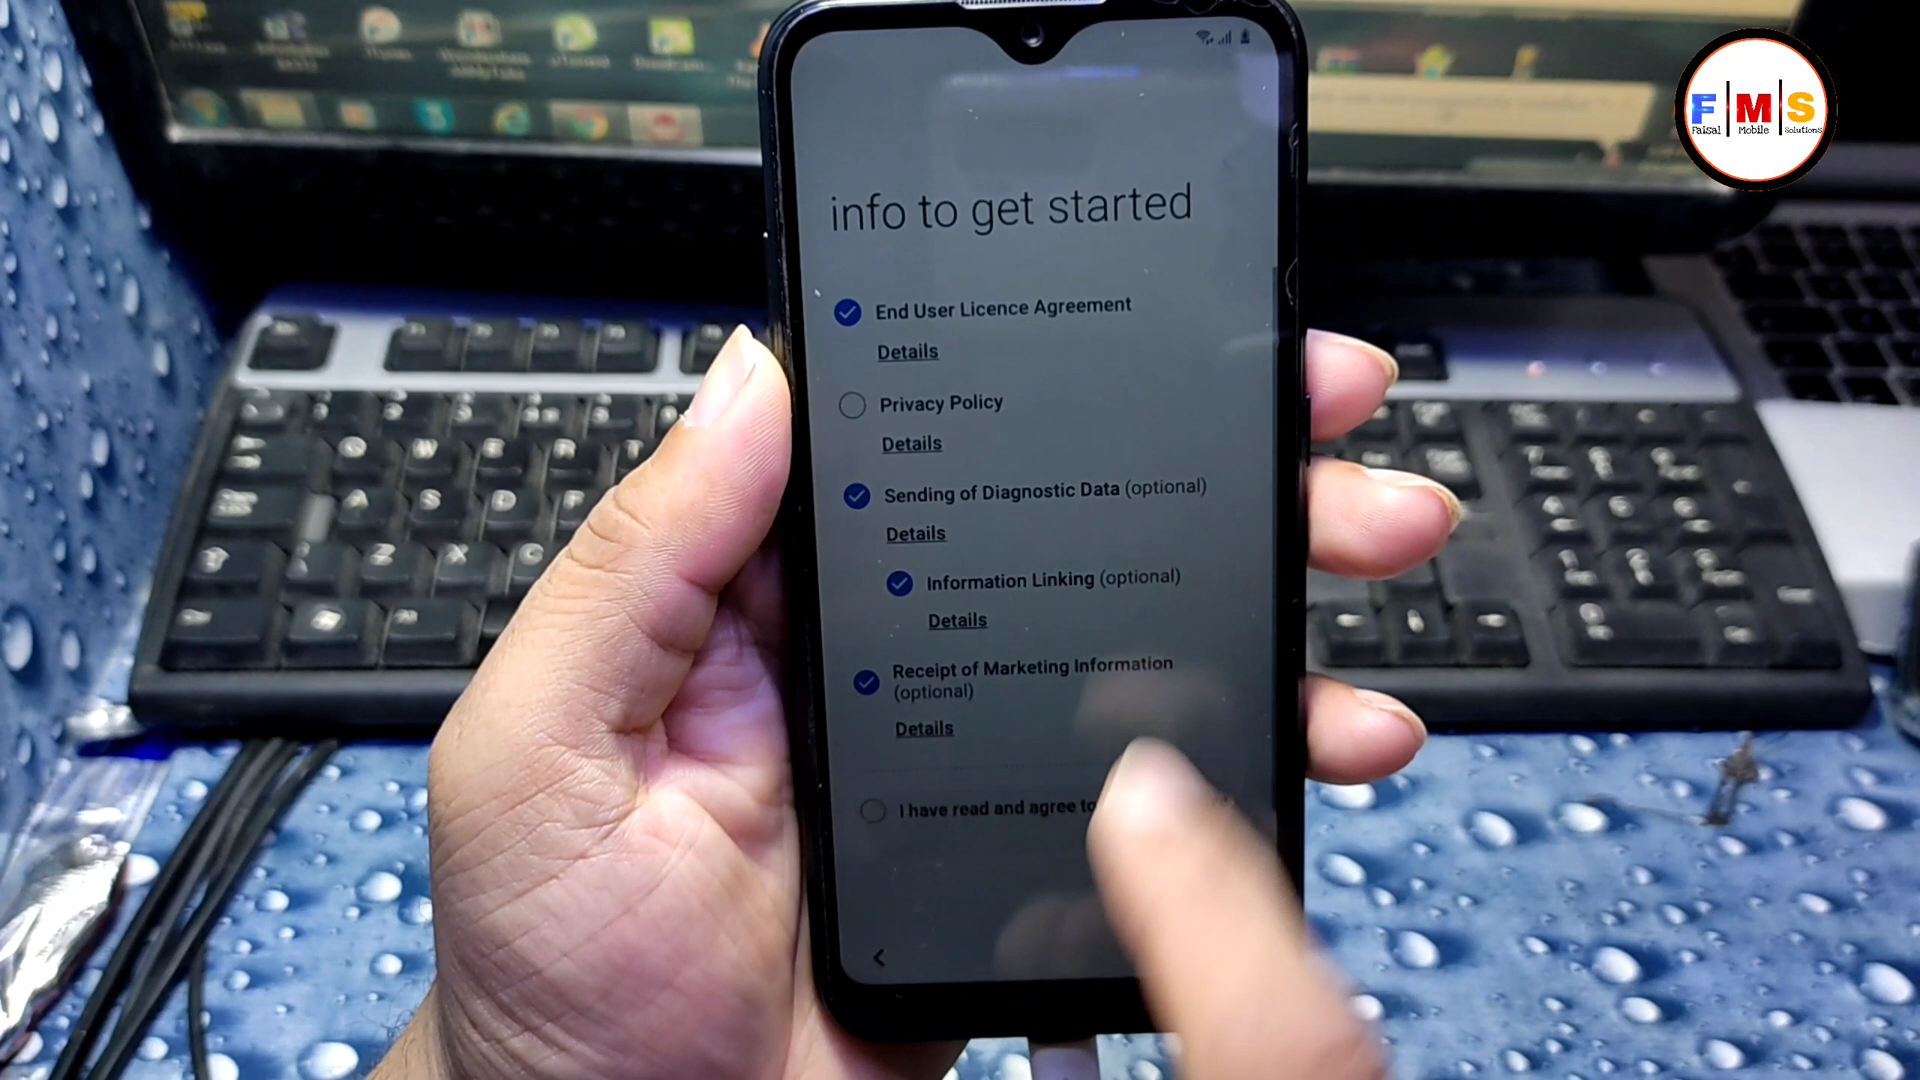 F M S
Faisal Mobile Solutions
info to get started
End User Licence Agreement
Details
Privacy Policy
Details
Sending of Diagnostic Data (optional)
Details
Information Linking (optional)
Details
Receipt of Marketing Information
(optional)
Details
I have read and agree to
W E R T
A S D F
Z X C